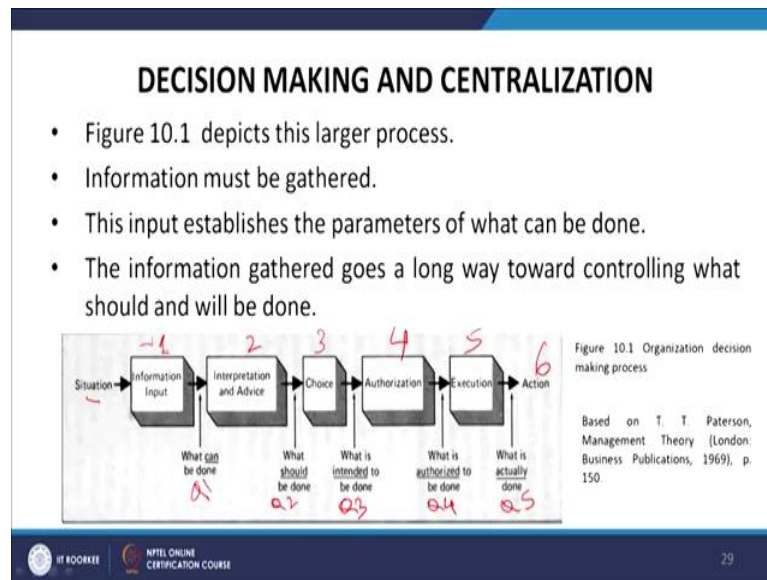 DECISION MAKING AND CENTRALIZATION
• Figure 10.1 depicts this larger process.
• Information must be gathered.
• This input establishes the parameters of what can be done.
• The information gathered goes a long way toward controlling what
should and will be done.
1 2 3 4 5 6
Situation
Information
Input
Interpretation
and Advice
Choice
Authorization
Execution
Action
What can
be done
Q1
What
should
be done
Q2
What is
intended to
be done
Q3
What is
authorized to
be done
Q4
What is
actually
done
Q5
Figure 10.1 Organization decision
making process
Based on T. T. Paterson,
Management Theory (London:
Business Publications, 1969), p.
150.
IIT ROORKEE
NPTEL ONLINE
CERTIFICATION COURSE
29